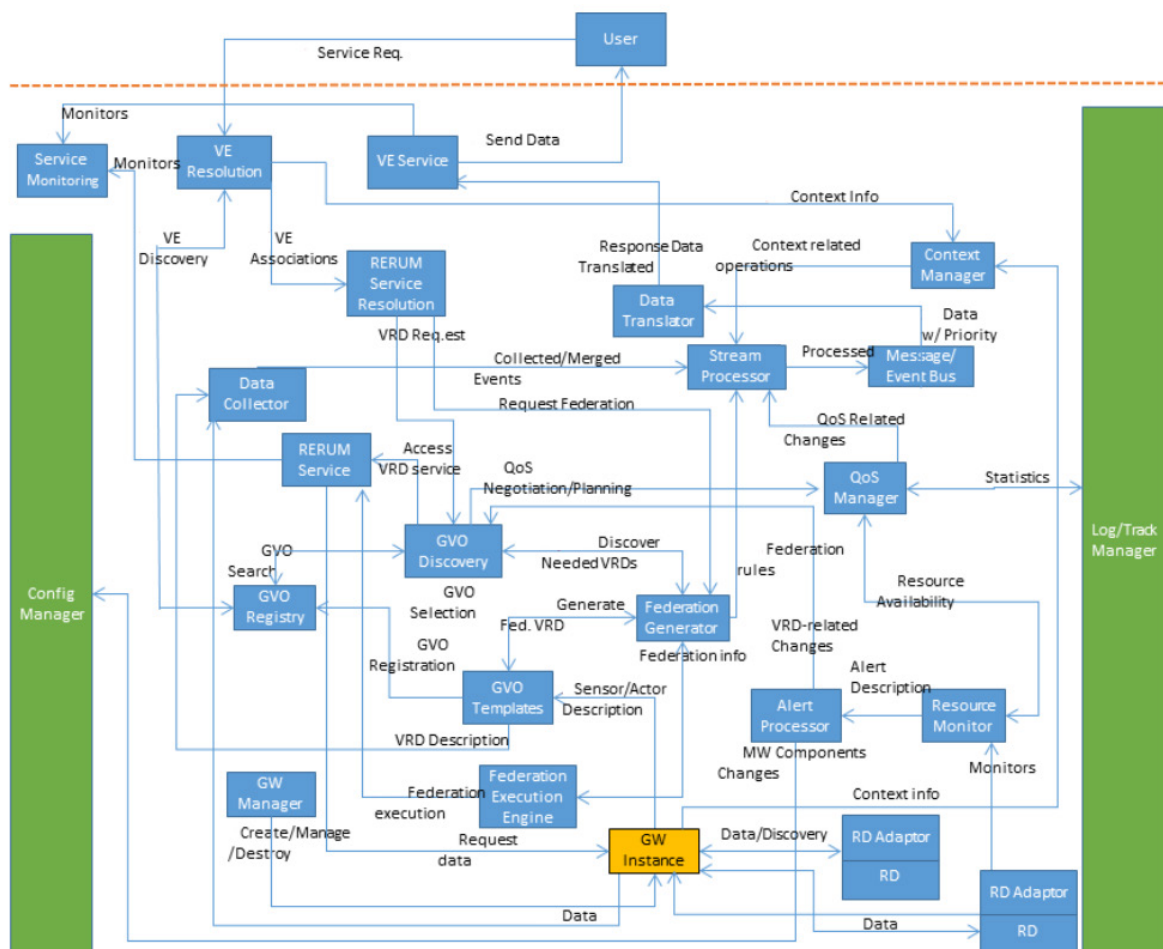 User
Service Req.
Monitors
Send Data
VE
Resolution
VE Service
Service
Monitoring
Monitors
Context Info
VE
Discovery
VE
Associations
Response Data
Translated
Context related
operations
Context
Manager
RERUM
Service
Resolution
Data
Translator
Data
w/ Priority
VRD Req.est
Collected/Merged
Events
Stream
Processor
Processed
Message/
Event Bus
Data
Collector
Request Federation
QoS Related
Changes
RERUM
Service
Access
VRD service
QoS
Negotiation/Planning
QoS
Manager
Statistics
Log/Track
Manager
GVO
Search
GVO
Discovery
Discover
Needed VRDs
Federation
rules
Config
Manager
GVO
Registry
GVO
Selection
Generate
Fed. VRD
Federation
Generator
Resource
Availability
GVO
Registration
Federation info
VRD-related
Changes
GVO
Templates
Sensor/Actor
Description
Alert
Processor
Alert
Description
Resource
Monitor
VRD Description
MW Components
Changes
Monitors
GW
Manager
Federation
execution
Federation
Execution
Engine
Context info
Create/Manage
/Destroy
Request
data
GW
Instance
Data/Discovery
RD Adaptor
RD
RD Adaptor
RD
Data
Data